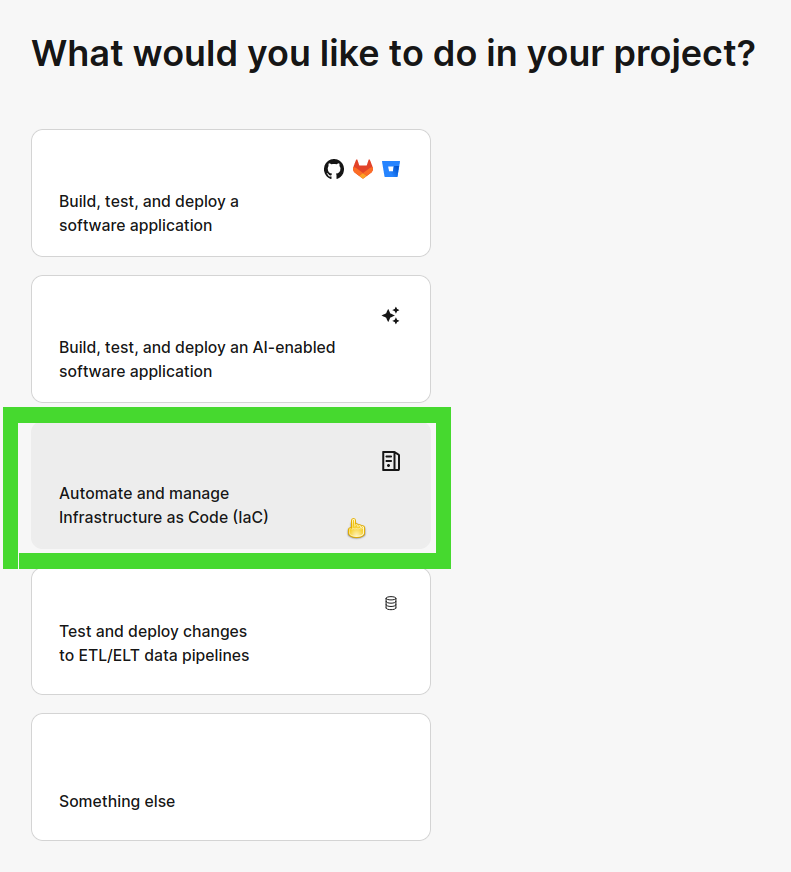 What would you like to do in your project?
Build, test, and deploy a
software application
Build, test, and deploy an AI-enabled
software application
Automate and manage
Infrastructure as Code (IaC)
Test and deploy changes
to ETL/ELT data pipelines
Something else